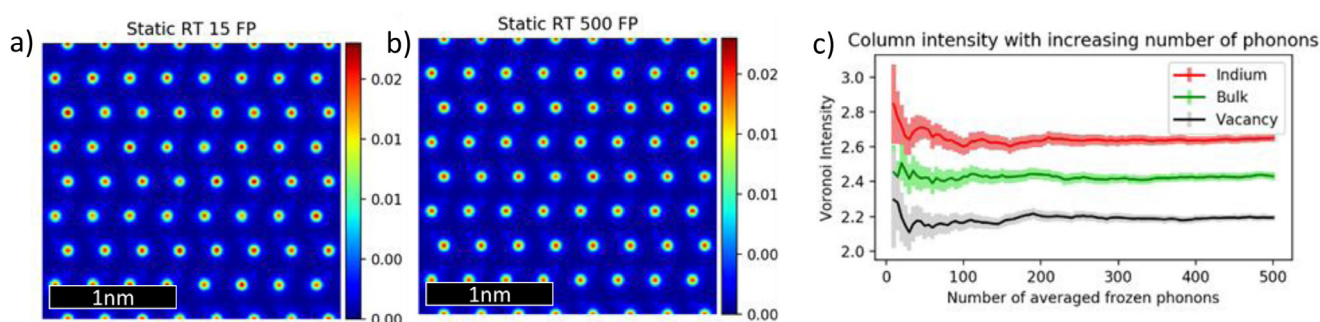 a)
Static RT 15 FP
0.02
0.01
0.01
0.00
0.00
1nm
b)
Static RT 500 FP
0.02
0.01
0.01
0.00
0.00
1nm
c)
Column intensity with increasing number of phonons
Voronoi Intensity
3.0
2.8
2.6
2.4
2.2
2.0
Indium
Bulk
Vacancy
0 100 200 300 400 500
Number of averaged frozen phonons